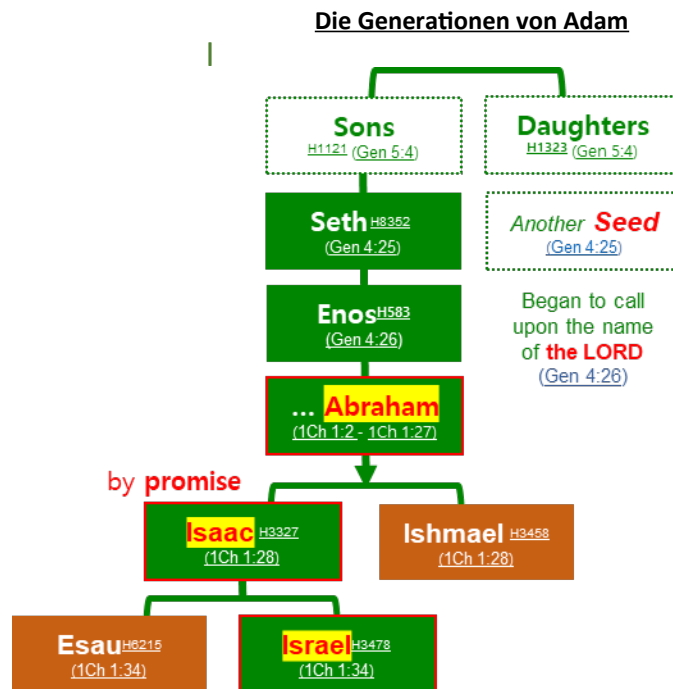 Die Generationen von Adam
Sons
H1121 (Gen 5:4)
Daughters
H1323 (Gen 5:4)
Seth H8352
(Gen 4:25)
Another Seed
(Gen 4:25)
Enos H583
(Gen 4:26)
Began to call
upon the name
of the LORD
(Gen 4:26)
... Abraham
(1Ch 1:2 - 1Ch 1:27)
by promise
Isaac H3327
(1Ch 1:28)
Ishmael H3458
(1Ch 1:28)
Esau H6215
(1Ch 1:34)
Israel H3478
(1Ch 1:34)